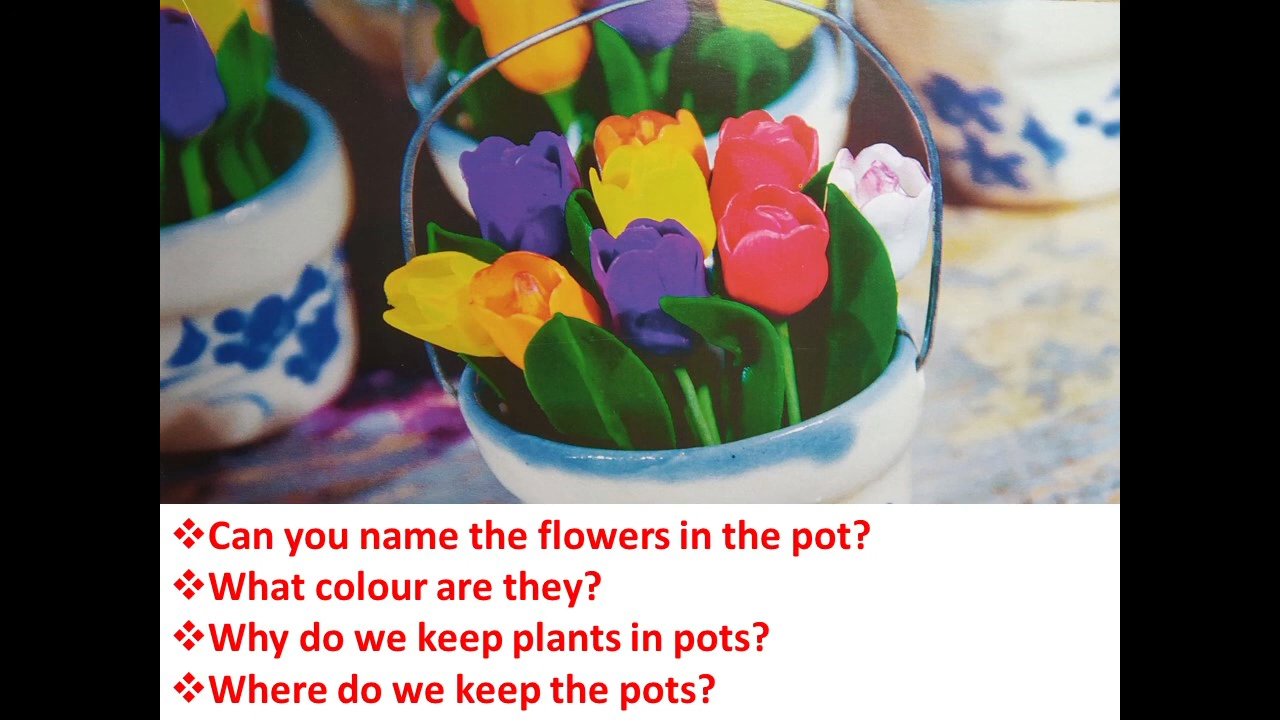 ❖Can you name the flowers in the pot?
❖What colour are they?
❖Why do we keep plants in pots?
❖Where do we keep the pots?